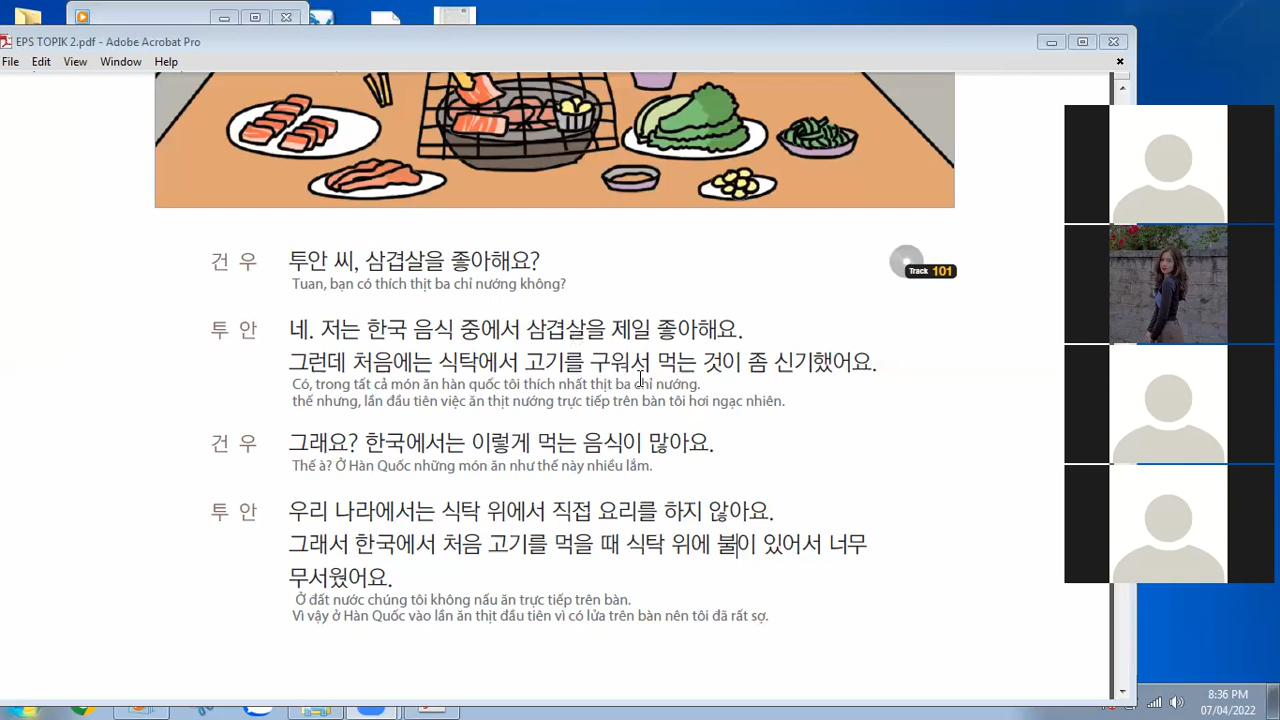 EPS TOPIK 2.pdf - Adobe Acrobat Pro
File Edit View Window Help
건 우 투안 씨, 삼겹살을 좋아해요?
Tuan, bạn có thích thịt ba chỉ nướng không?
Track 101
투 안 네. 저는 한국 음식 중에서 삼겹살을 제일 좋아해요.
그런데 처음에는 식탁에서 고기를 구워서 먹는 것이 좀 신기했어요.
Có, trong tất cả món ăn hàn quốc tôi thích nhất thịt ba chỉ nướng.
thế nhưng, lần đầu tiên việc ăn thịt nướng trực tiếp trên bàn tôi hơi ngạc nhiên.
건 우 그래요? 한국에서는 이렇게 먹는 음식이 많아요.
Thế à? Ở Hàn Quốc những món ăn như thế này nhiều lắm.
투 안 우리 나라에서는 식탁 위에서 직접 요리를 하지 않아요.
그래서 한국에서 처음 고기를 먹을 때 식탁 위에 불이 있어서 너무
무서웠어요.
Ở đất nước chúng tôi không nấu ăn trực tiếp trên bàn.
Vì vậy ở Hàn Quốc vào lần ăn thịt đầu tiên vì có lửa trên bàn nên tôi đã rất sợ.
8:36 PM
07/04/2022